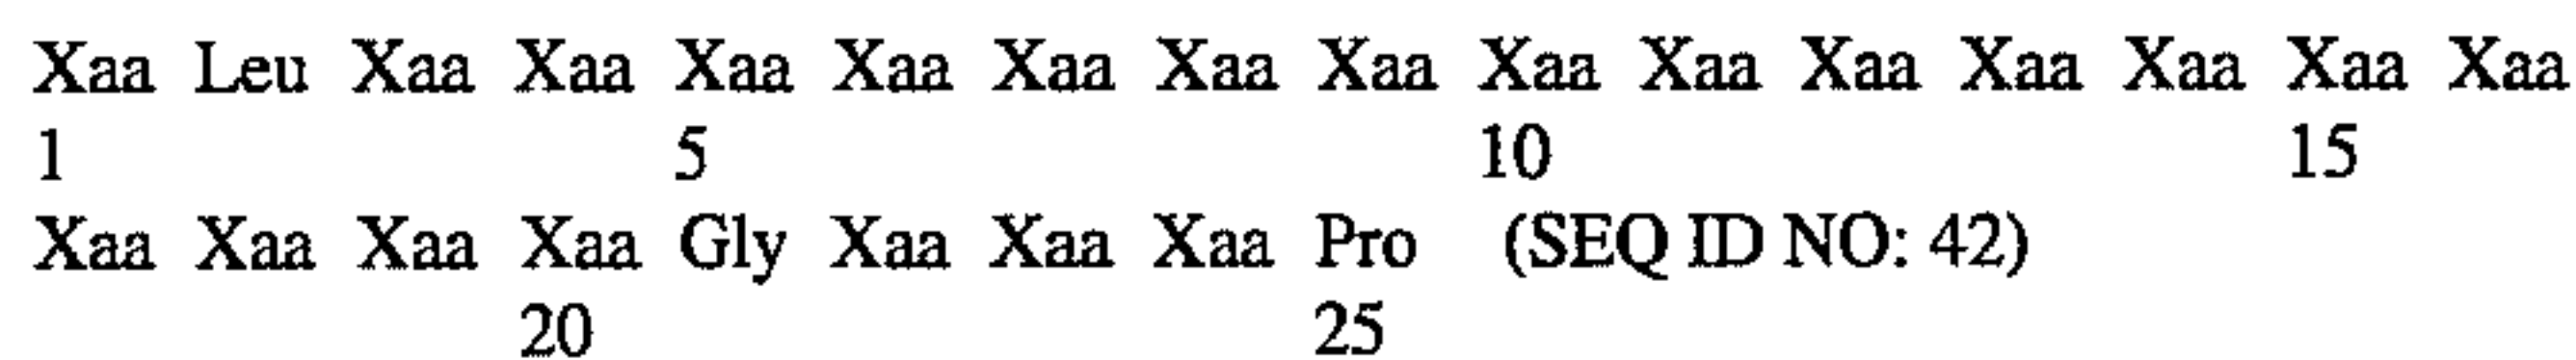 Xaa Leu Xaa Xaa Xaa Xaa Xaa Xaa Xaa Xaa Xaa Xaa Xaa Xaa Xaa Xaa
1 5 10 15
Xaa Xaa Xaa Xaa Gly Xaa Xaa Xaa Pro (SEQ ID NO: 42)
20 25